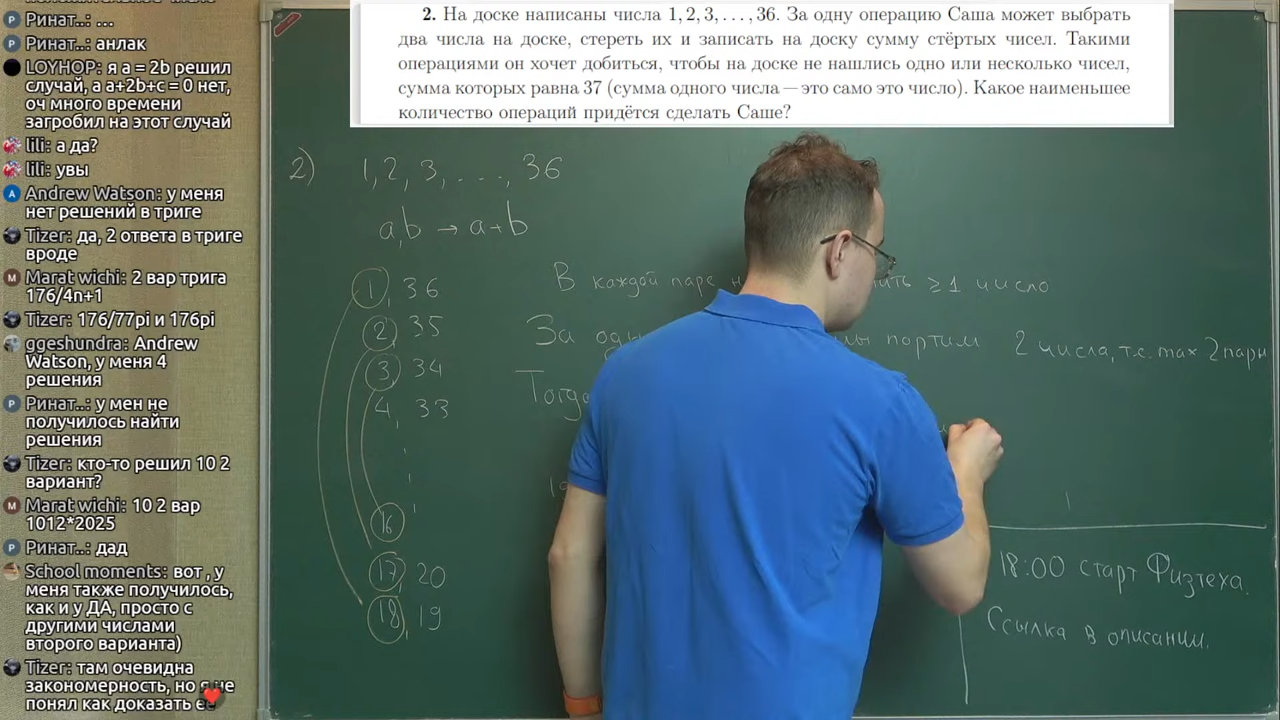 Ринат..: ...
Ринат..: анлак
LOYHOP: я a = 2b решил
случай, а a+2b+c = 0 нет,
оч много времени
загробил на этот случай
lili: а да?
lili: увы
Andrew Watson: у меня
нет решений в триге
Tizer: да, 2 ответа в триге
вроде
Marat wichi: 2 вар трига
176/4n+1
Tizer: 176/77pi и 176pi
ggeshundra: Andrew
Watson, у меня 4
решения
Ринат..: у мен не
получилось найти
решения
Tizer: кто-то решил 10 2
вариант?
Marat wichi: 10 2 вар
1012*2025
Ринат..: дад
School moments: вот , у
меня также получилось,
как и у ДА, просто с
другими числами
второго варианта)
Tizer: там очевидна
закономерность, но я не
понял как доказать её
2. На доске написаны числа 1, 2, 3, . . . , 36. За одну операцию Саша может выбрать
два числа на доске, стереть их и записать на доску сумму стёртых чисел. Такими
операциями он хочет добиться, чтобы на доске не нашлись одно или несколько чисел,
сумма которых равна 37 (сумма одного числа — это само это число). Какое наименьшее
количество операций придётся сделать Саше?
2) 1, 2, 3, . . . , 36
a, b → a + b
1, 36
2, 35
3, 34
4, 33
16
17, 20
18, 19
В каждой паре ≥ 1 число
За портим 2 числа, т.е. max 2 пары
Тогда
18:00 старт Физтеха.
Ссылка в описании.